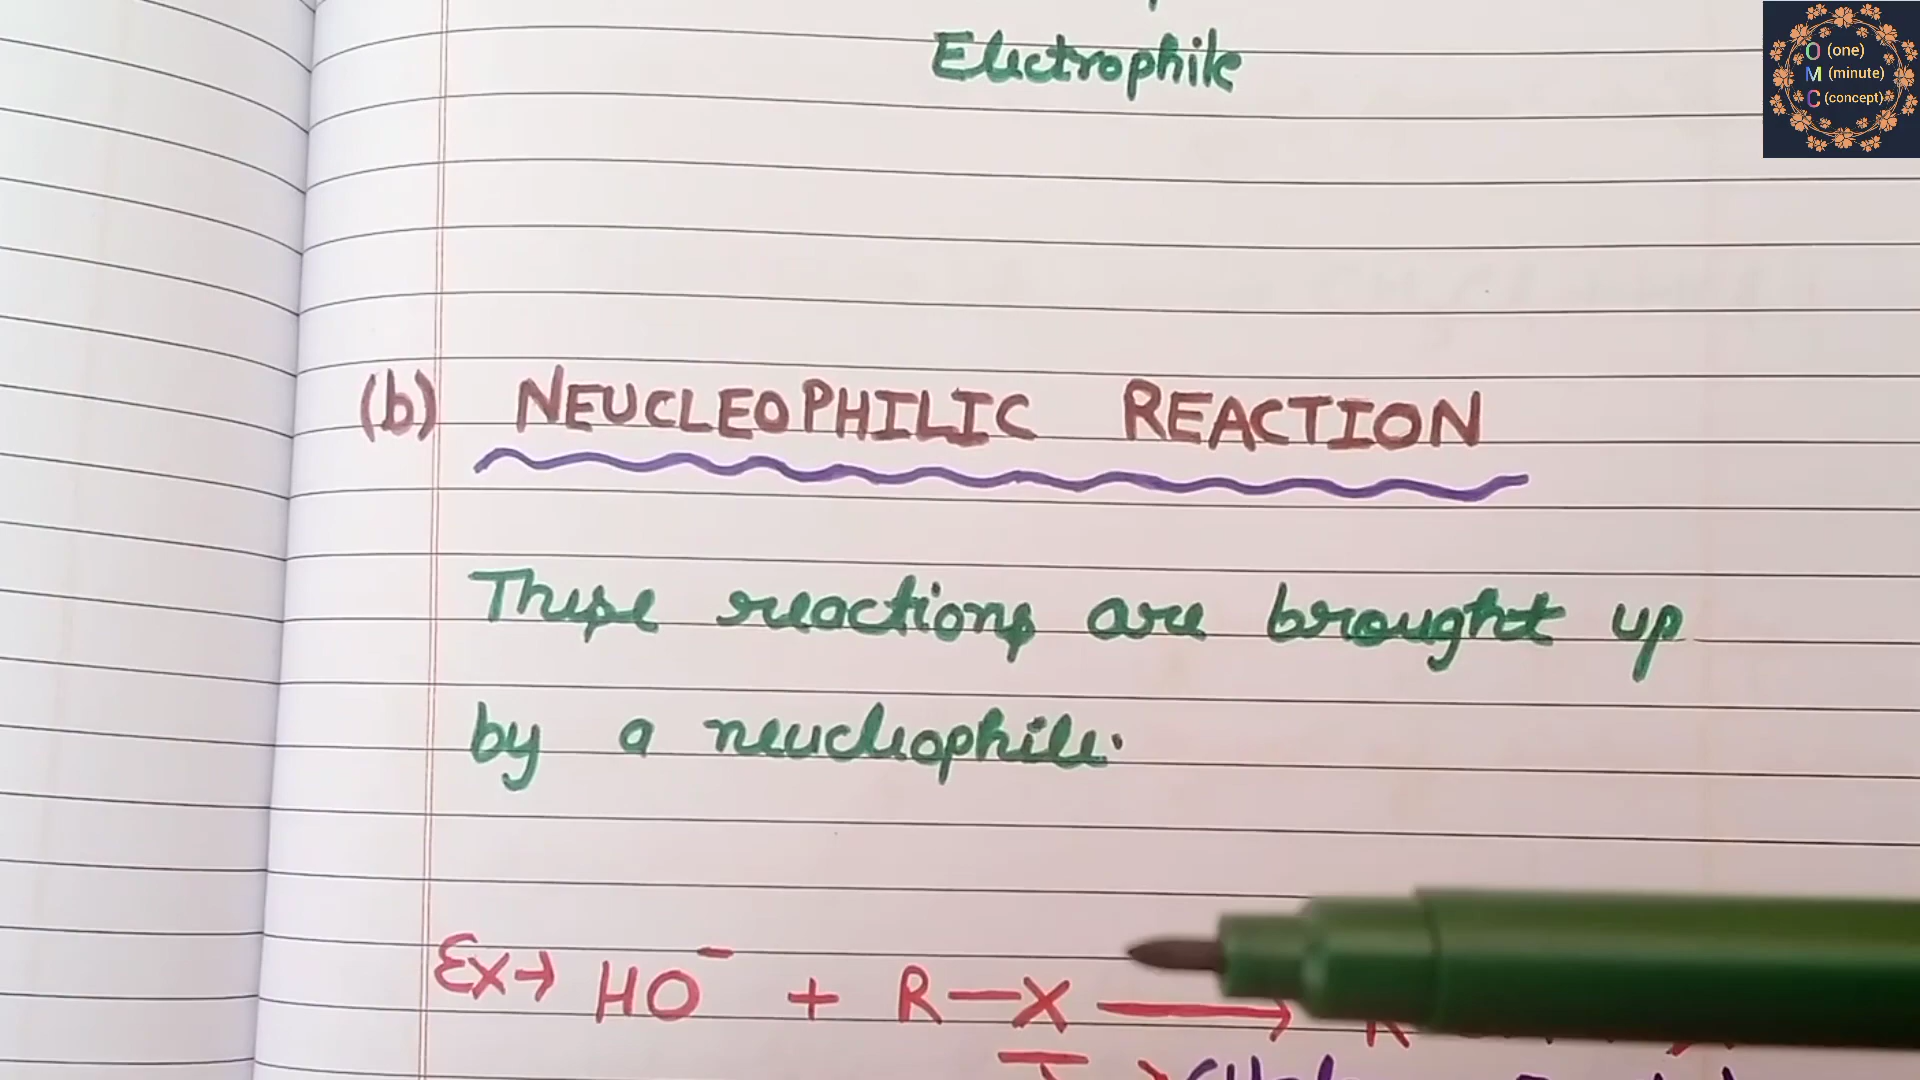 Electrophile
O (one)
M (minute)
C (concept)
(b) NEUCLEOPHILIC REACTION
These reactions are brought up
by a neucleophile.
Ex→ HO⁻ + R—X ⟶ R